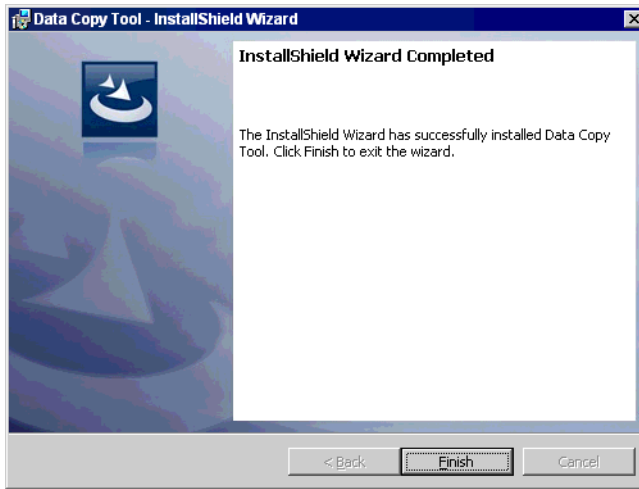 Data Copy Tool - InstallShield Wizard
InstallShield Wizard Completed
The InstallShield Wizard has successfully installed Data Copy
Tool. Click Finish to exit the wizard.
< Back Finish Cancel